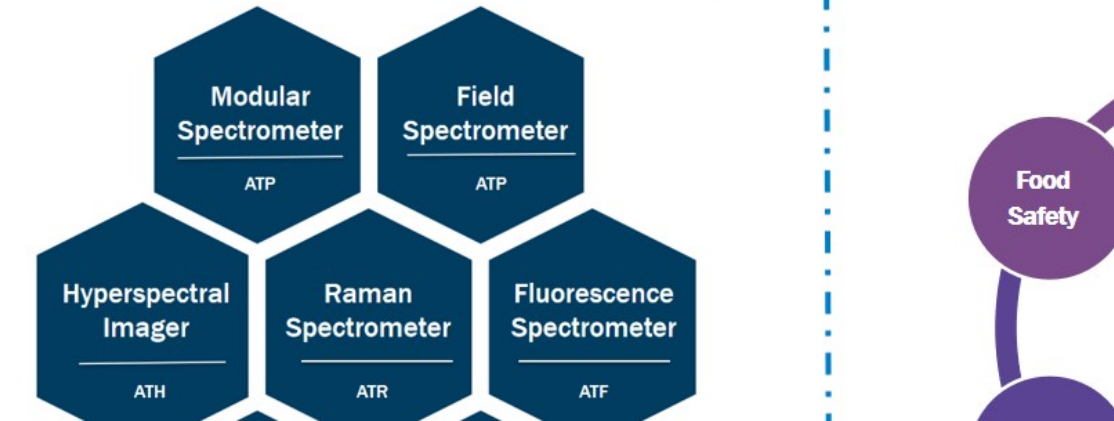 Modular
Spectrometer
ATP
Field
Spectrometer
ATP
Hyperspectral
Imager
ATH
Raman
Spectrometer
ATR
Fluorescence
Spectrometer
ATF
Food
Safety